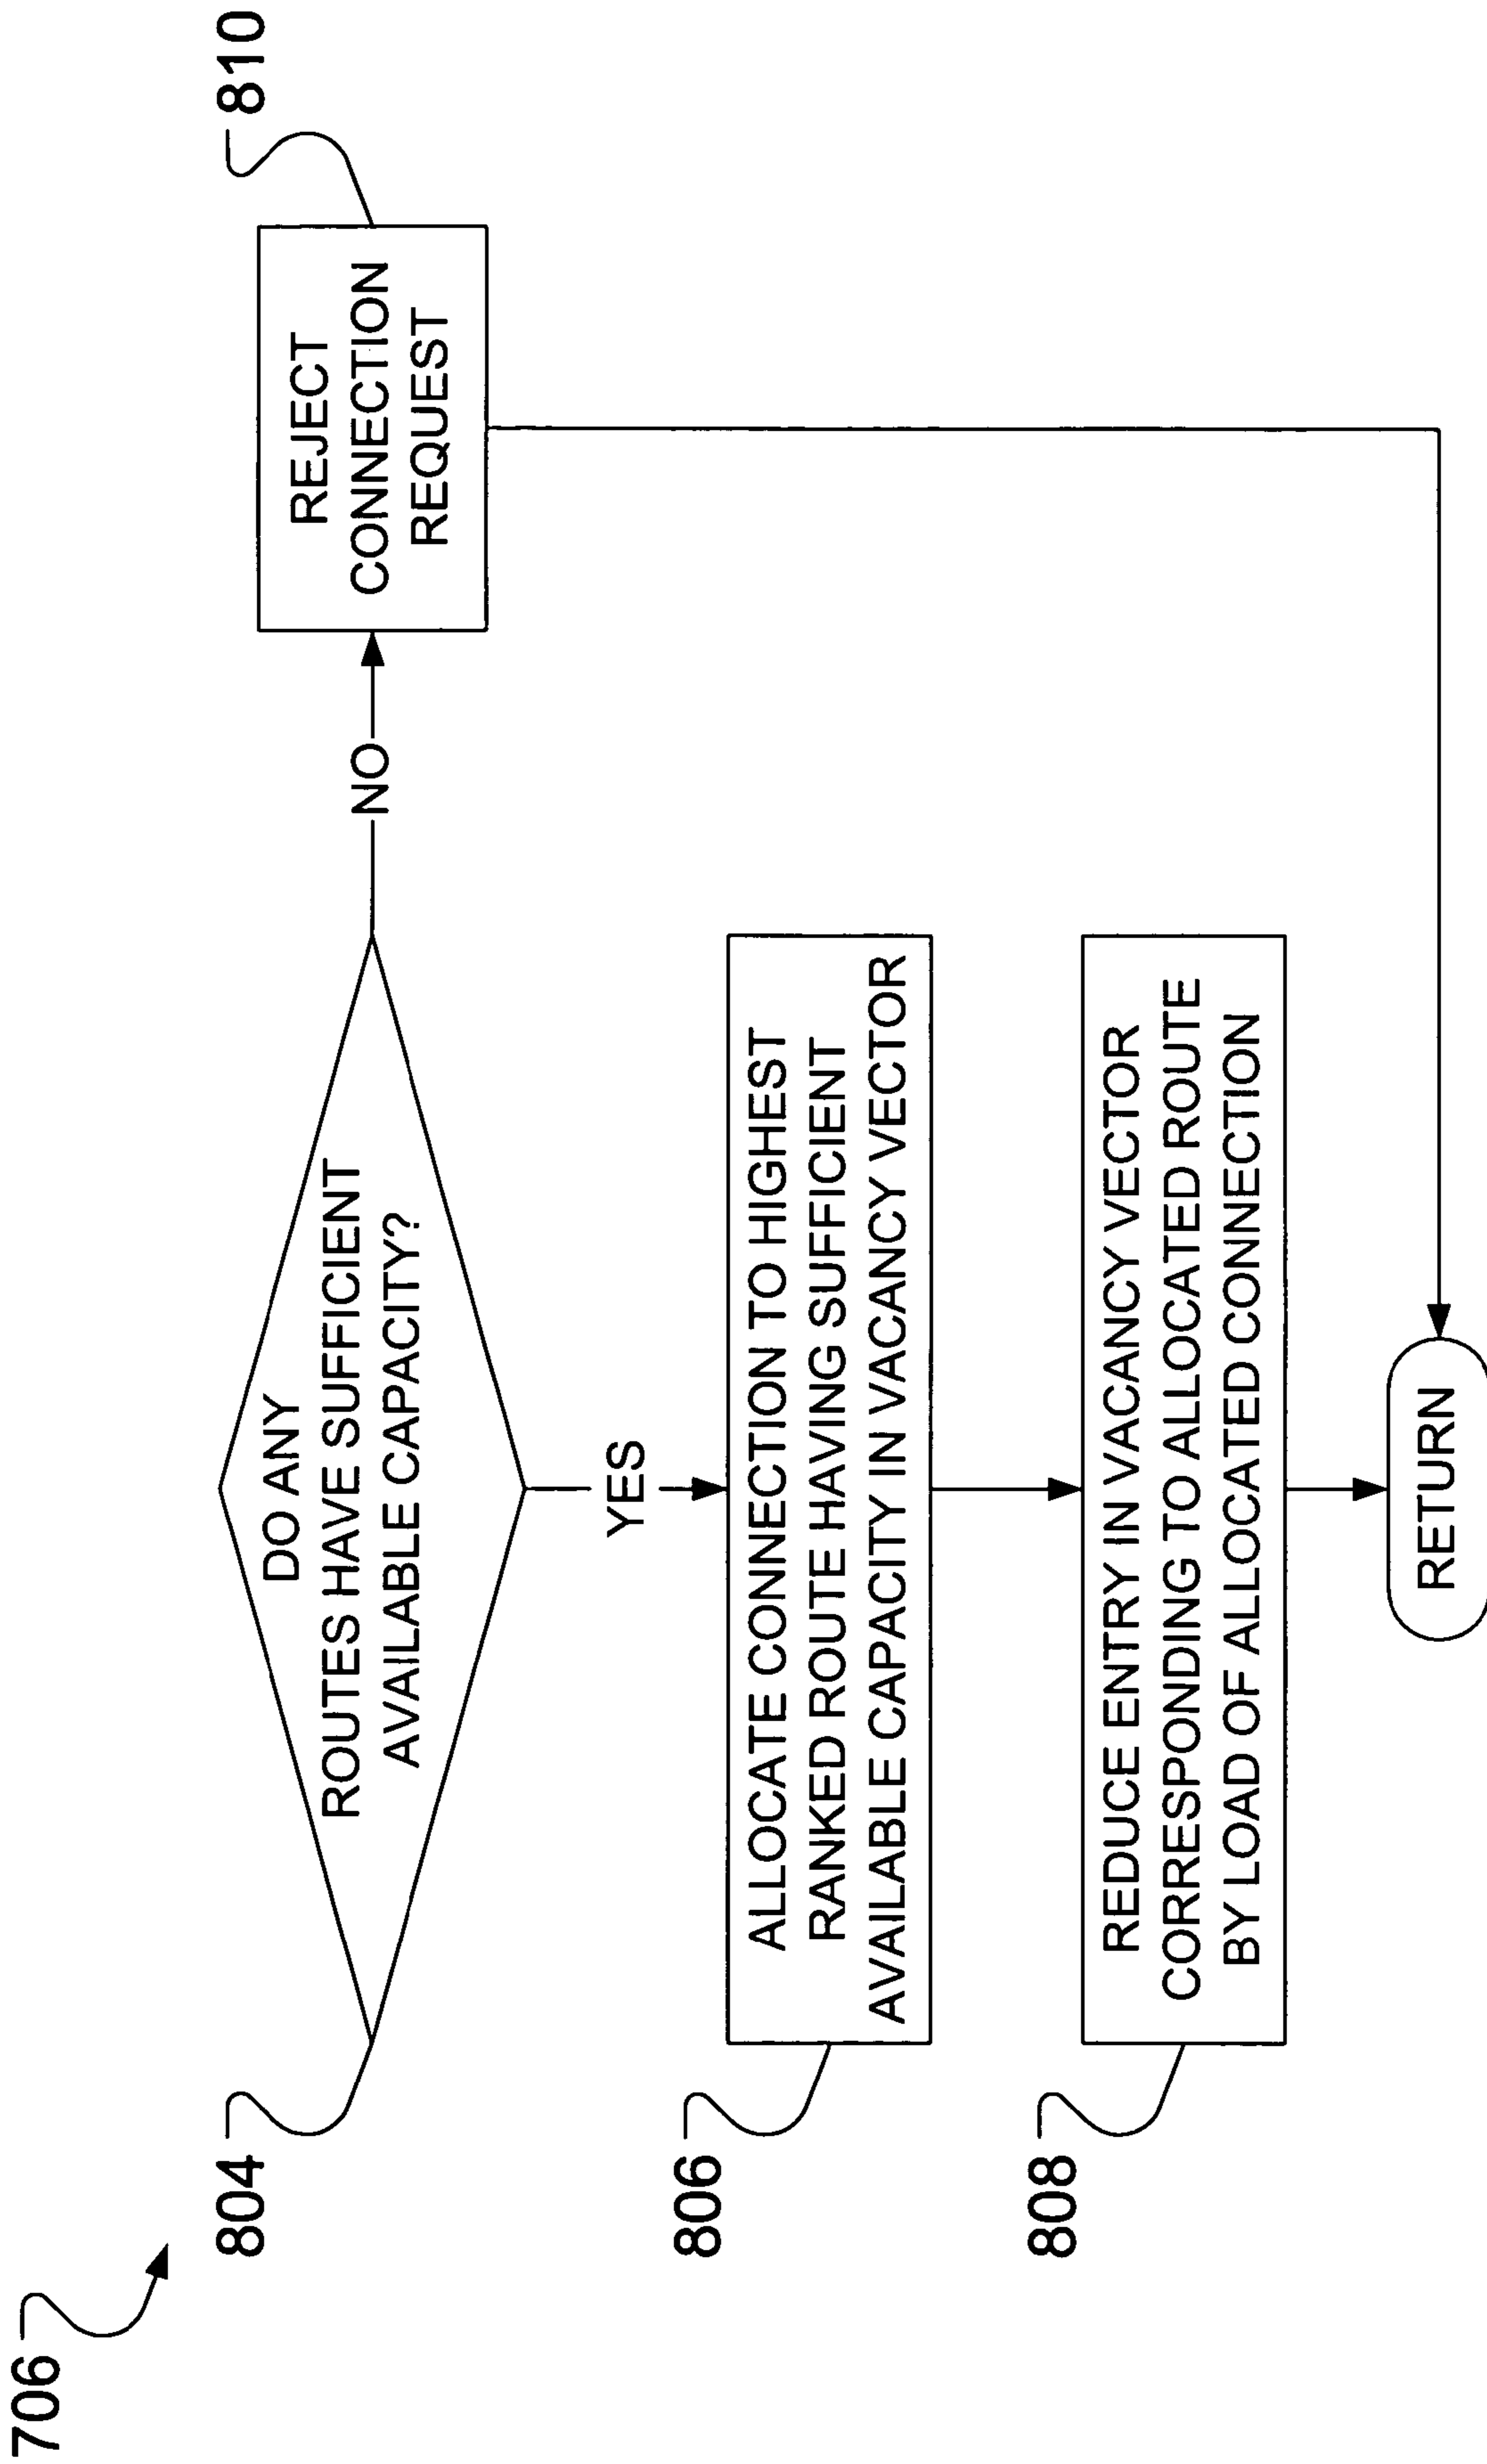 706
804
DO ANY
ROUTES HAVE SUFFICIENT
AVAILABLE CAPACITY?
NO
REJECT
CONNECTION
REQUEST
810
YES
806
ALLOCATE CONNECTION TO HIGHEST
RANKED ROUTE HAVING SUFFICIENT
AVAILABLE CAPACITY IN VACANCY VECTOR
808
REDUCE ENTRY IN VACANCY VECTOR
CORRESPONDING TO ALLOCATED ROUTE
BY LOAD OF ALLOCATED CONNECTION
RETURN